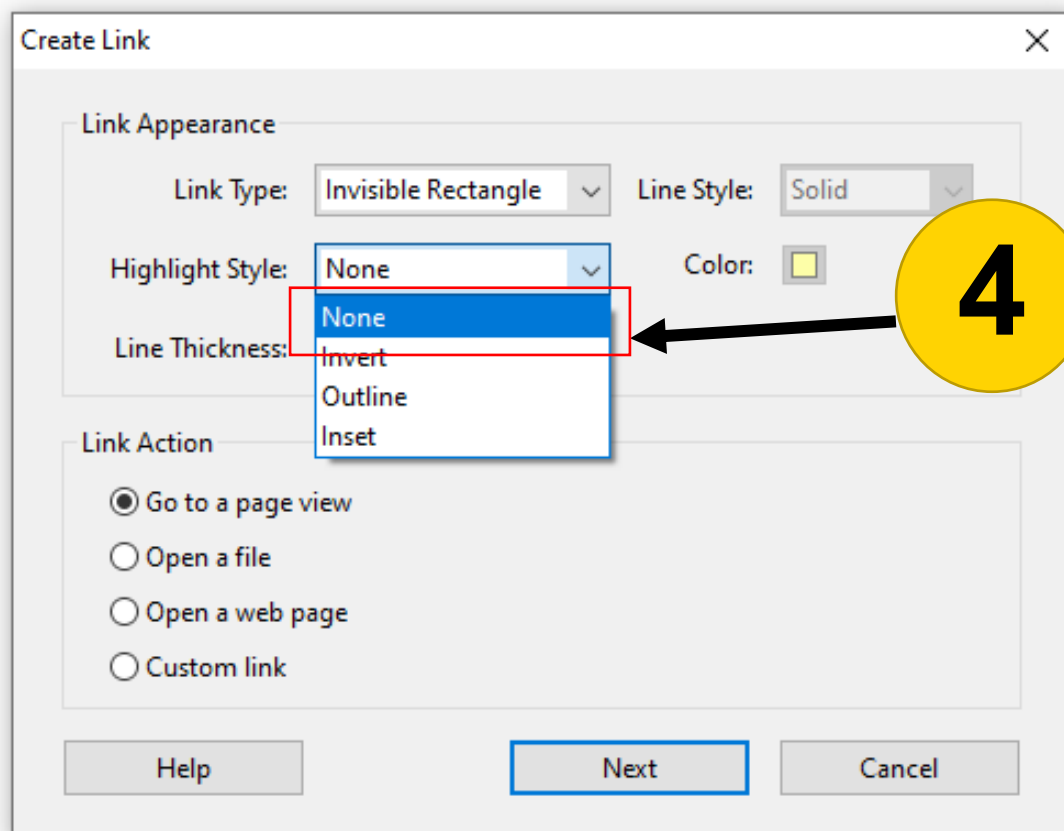 Create Link
Link Appearance
Link Type: Invisible Rectangle Line Style: Solid
Highlight Style: None Color:
None
Line Thickness:
Invert
Outline
Inset
4
Link Action
Go to a page view
Open a file
Open a web page
Custom link
Help Next Cancel